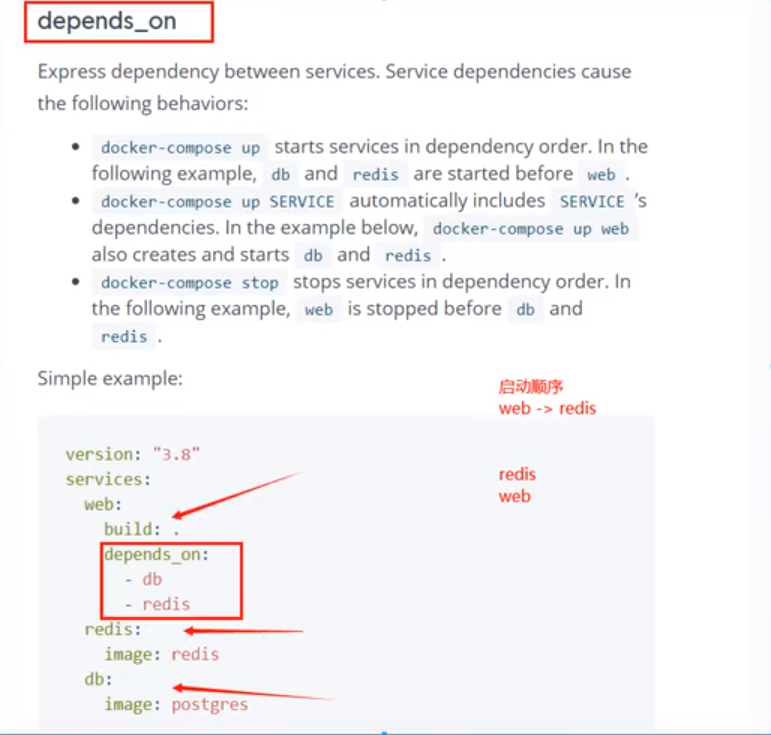 depends_on
Express dependency between services. Service dependencies cause
the following behaviors:
• docker-compose up starts services in dependency order. In the
following example, db and redis are started before web .
• docker-compose up SERVICE automatically includes SERVICE ’s
dependencies. In the example below, docker-compose up web
also creates and starts db and redis .
• docker-compose stop stops services in dependency order. In
the following example, web is stopped before db and
redis .
Simple example:
启动顺序
web -> redis
redis
web
version: "3.8"
services:
  web:
    build: .
    depends_on:
      - db
      - redis
  redis:
    image: redis
  db:
    image: postgres